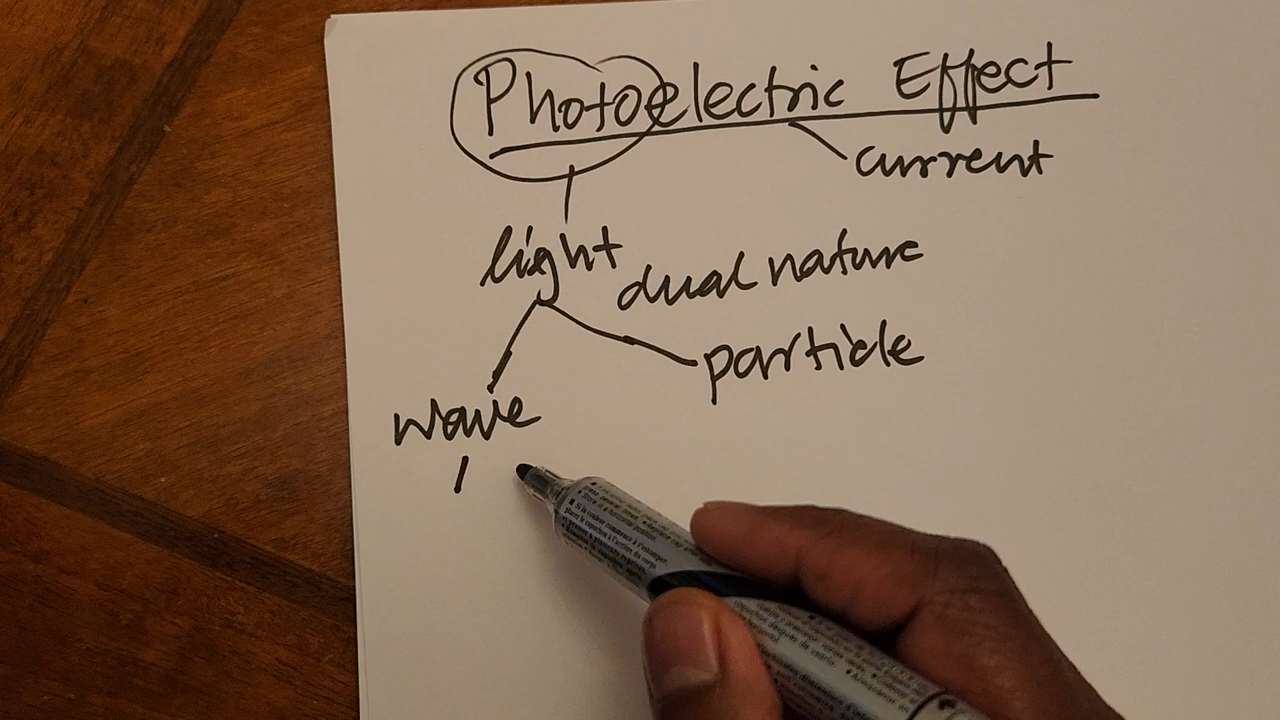 Photoelectric Effect
current
light
dual nature
particle
wave